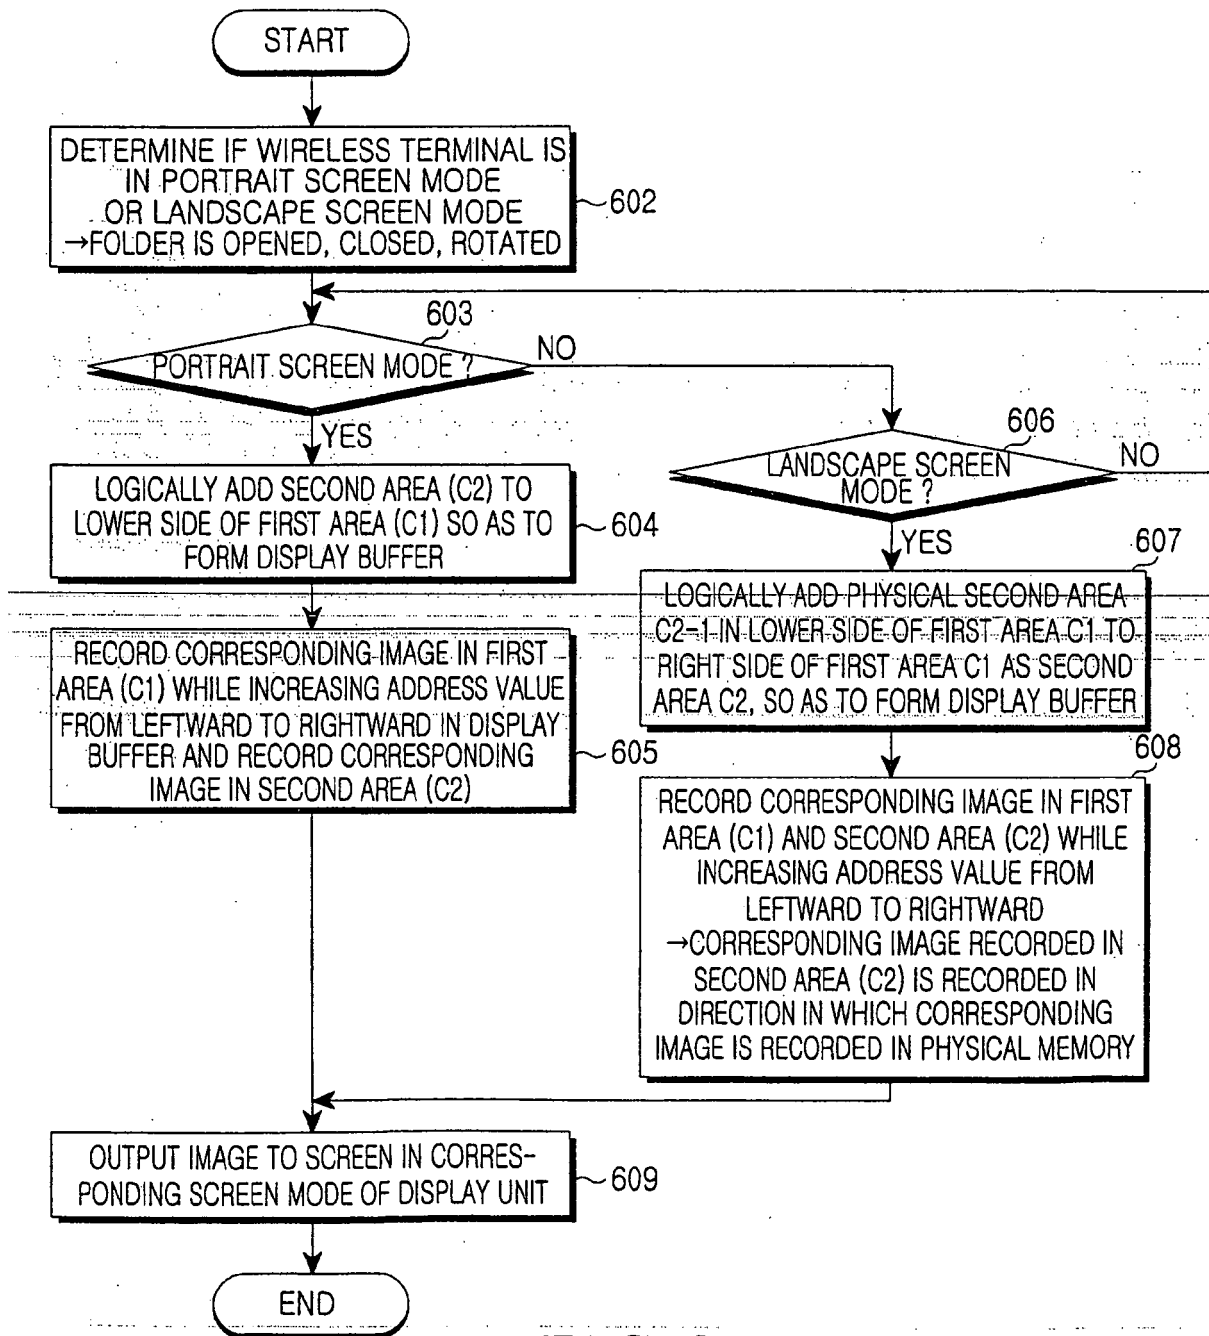 START
DETERMINE IF WIRELESS TERMINAL IS
IN PORTRAIT SCREEN MODE
OR LANDSCAPE SCREEN MODE
→FOLDER IS OPENED, CLOSED, ROTATED
602
603
PORTRAIT SCREEN MODE ?
NO
YES
606
LANDSCAPE SCREEN
MODE ?
NO
YES
LOGICALLY ADD SECOND AREA (C2) TO
LOWER SIDE OF FIRST AREA (C1) SO AS TO
FORM DISPLAY BUFFER
604
607
LOGICALLY ADD PHYSICAL SECOND AREA
C2-1 IN LOWER SIDE OF FIRST AREA C1 TO
RIGHT SIDE OF FIRST AREA C1 AS SECOND
AREA C2, SO AS TO FORM DISPLAY BUFFER
RECORD CORRESPONDING IMAGE IN FIRST
AREA (C1) WHILE INCREASING ADDRESS VALUE
FROM LEFTWARD TO RIGHTWARD IN DISPLAY
BUFFER AND RECORD CORRESPONDING
IMAGE IN SECOND AREA (C2)
605
608
RECORD CORRESPONDING IMAGE IN FIRST
AREA (C1) AND SECOND AREA (C2) WHILE
INCREASING ADDRESS VALUE FROM
LEFTWARD TO RIGHTWARD
→CORRESPONDING IMAGE RECORDED IN
SECOND AREA (C2) IS RECORDED IN
DIRECTION IN WHICH CORRESPONDING
IMAGE IS RECORDED IN PHYSICAL MEMORY
OUTPUT IMAGE TO SCREEN IN CORRES-
PONDING SCREEN MODE OF DISPLAY UNIT
609
END